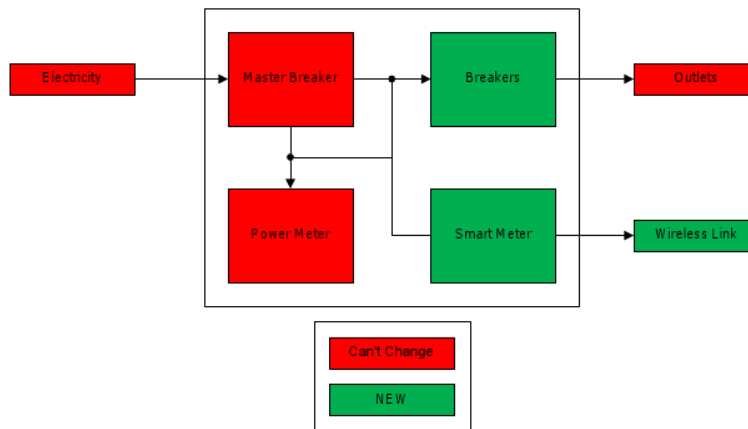 Electricity
Master Breaker
Breakers
Outlets
Power Meter
Smart Meter
Wireless Link
Can't Change
NEW